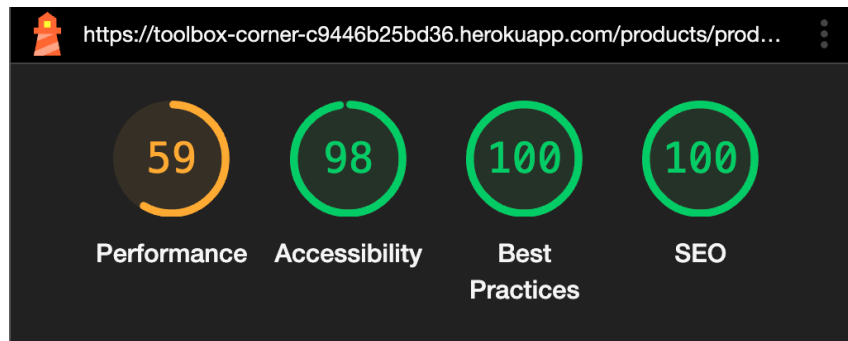 https://toolbox-corner-c9446b25bd36.herokuapp.com/products/prod…
59
98
100
100
Performance
Accessibility
Best
Practices
SEO